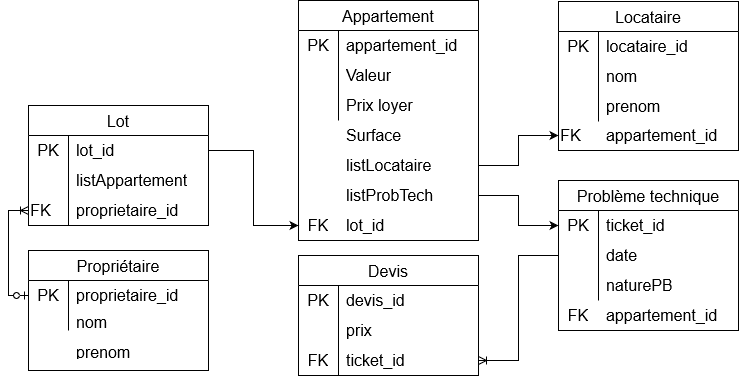 Appartement
PK appartement_id
Valeur
Prix loyer
Surface
listLocataire
listProbTech
FK lot_id
Locataire
PK locataire_id
nom
prenom
FK appartement_id
Lot
PK lot_id
listAppartement
FK proprietaire_id
Problème technique
PK ticket_id
date
naturePB
FK appartement_id
Propriétaire
PK proprietaire_id
nom
prenom
Devis
PK devis_id
prix
FK ticket_id